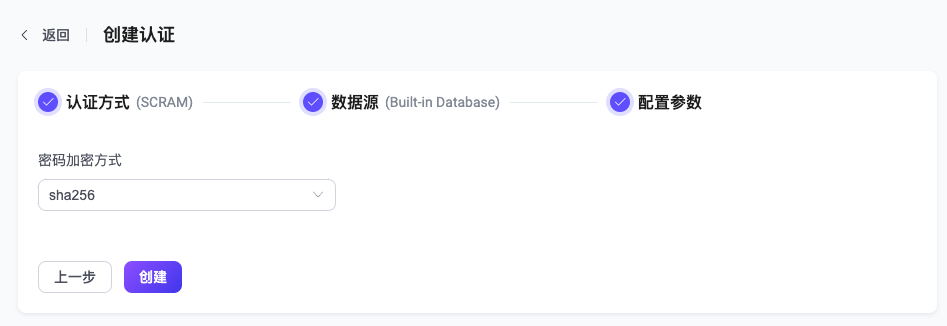 返回 创建认证
认证方式 (SCRAM) 数据源 (Built-in Database) 配置参数
密码加密方式
sha256
上一步 创建